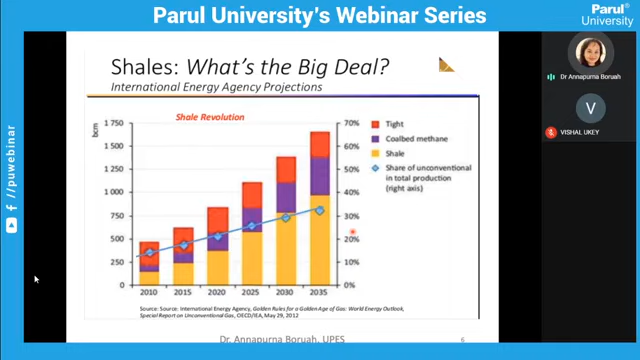 Parul University's Webinar Series
Parul®
University
Shales: What's the Big Deal?
International Energy Agency Projections
Shale Revolution
bcm
1 750
1 500
1 250
1 000
750
500
250
0
70%
60%
50%
40%
30%
20%
10%
0%
2010
2015
2020
2025
2030
2035
Tight
Coalbed methane
Shale
Share of unconventional
in total production
(right axis)
Source: Source: International Energy Agency, Golden Rules for a Golden Age of Gas: World Energy Outlook,
Special Report on Unconventional Gas, OECD/IEA, May 29, 2012
Dr. Annapurna Boruah, UPES
6
Dr Annapurna Boruah
V
VISHAL UKEY
/puwebinar